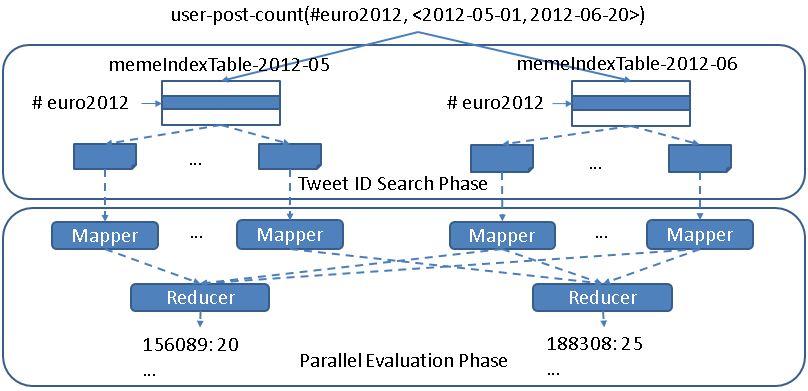 user-post-count(#euro2012, <2012-05-01, 2012-06-20>)
memeIndexTable-2012-05
memeIndexTable-2012-06
# euro2012
# euro2012
...
...
Tweet ID Search Phase
Mapper
...
Mapper
Mapper
...
Mapper
Reducer
Reducer
156089: 20
188308: 25
...
...
Parallel Evaluation Phase